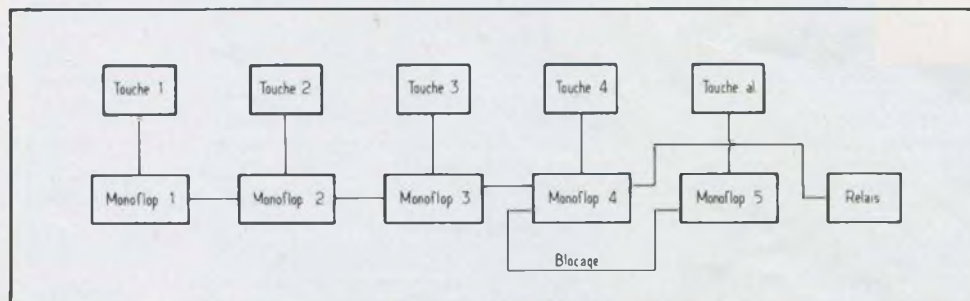 Touche 1
Touche 2
Touche 3
Touche 4
Touche al.
Monoflop 1
Monoflop 2
Monoflop 3
Monoflop 4
Monoflop 5
Relais
Blocage